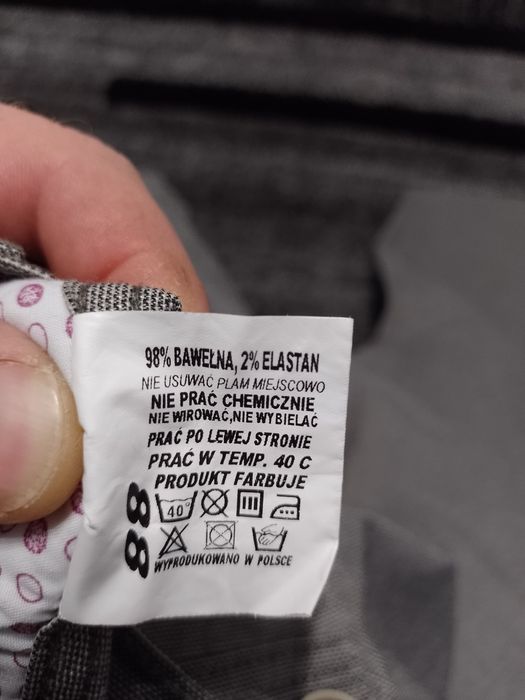 98% BAWEŁNA, 2% ELASTAN
NIE USUWAĆ PLAM MIEJSCOWO
NIE PRAĆ CHEMICZNIE
NIE WIROWAĆ,NIE WYBIELAĆ
PRAĆ PO LEWEJ STRONIE
PRAĆ W TEMP. 40 C
PRODUKT FARBUJE
88
40°
WYPRODUKOWANO W POLSCE